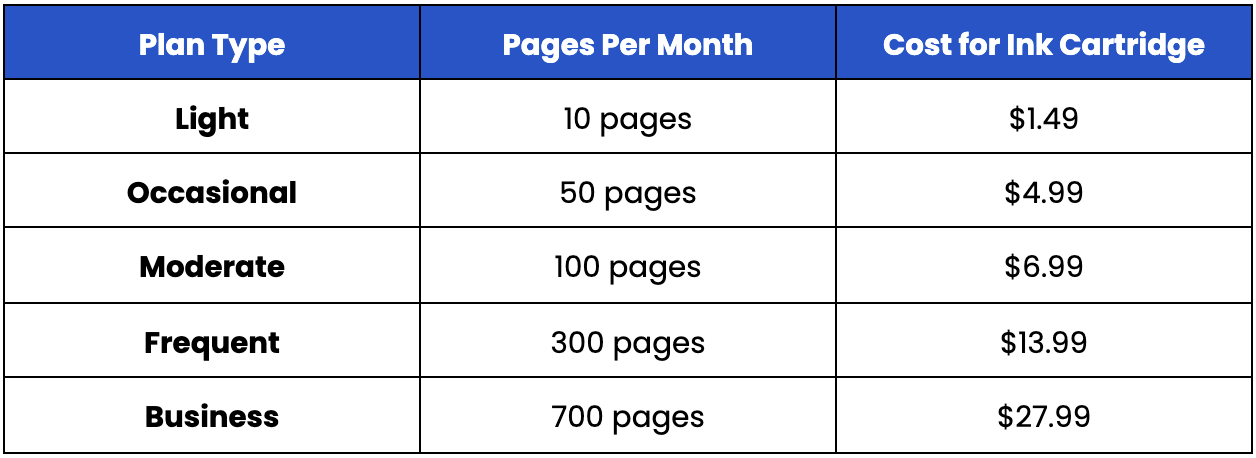 Plan Type Pages Per Month Cost for Ink Cartridge
Light 10 pages $1.49
Occasional 50 pages $4.99
Moderate 100 pages $6.99
Frequent 300 pages $13.99
Business 700 pages $27.99